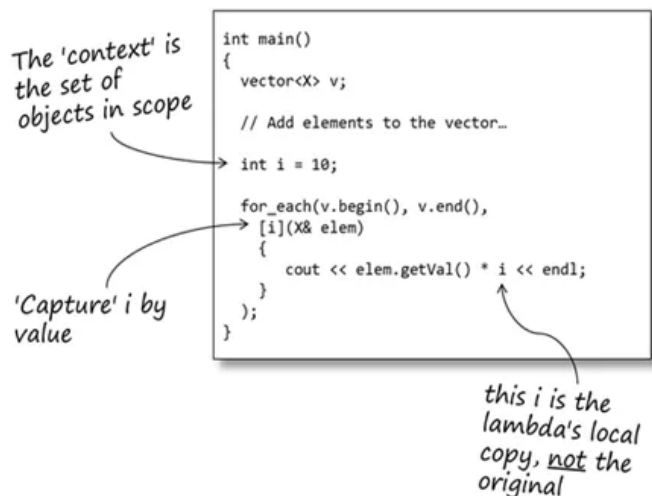 The 'context' is
the set of
objects in scope
int main()
{
vector<X> v;
// Add elements to the vector…
int i = 10;
for_each(v.begin(), v.end(),
[i](X& elem)
{
cout << elem.getVal() * i << endl;
}
);
}
'Capture' i by
value
this i is the
lambda's local
copy, not the
original